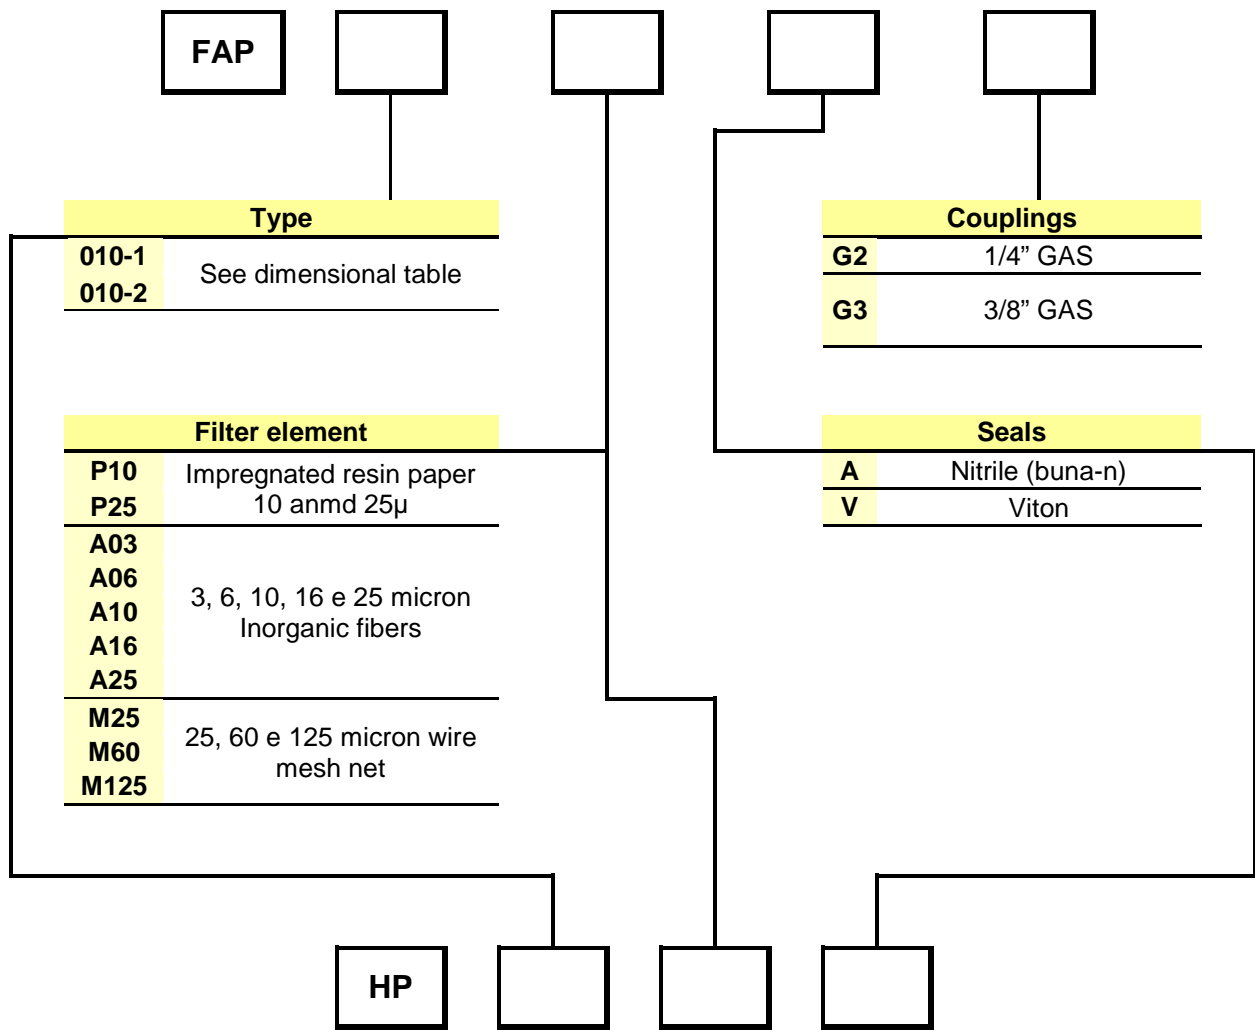 FAP
Type
010-1
010-2
See dimensional table
Couplings
G2 1/4” GAS
G3 3/8” GAS
Filter element
P10
P25
Impregnated resin paper
10 anmd 25µ
A03
A06
A10
A16
A25
3, 6, 10, 16 e 25 micron
Inorganic fibers
M25
M60
M125
25, 60 e 125 micron wire
mesh net
Seals
A Nitrile (buna-n)
V Viton
HP